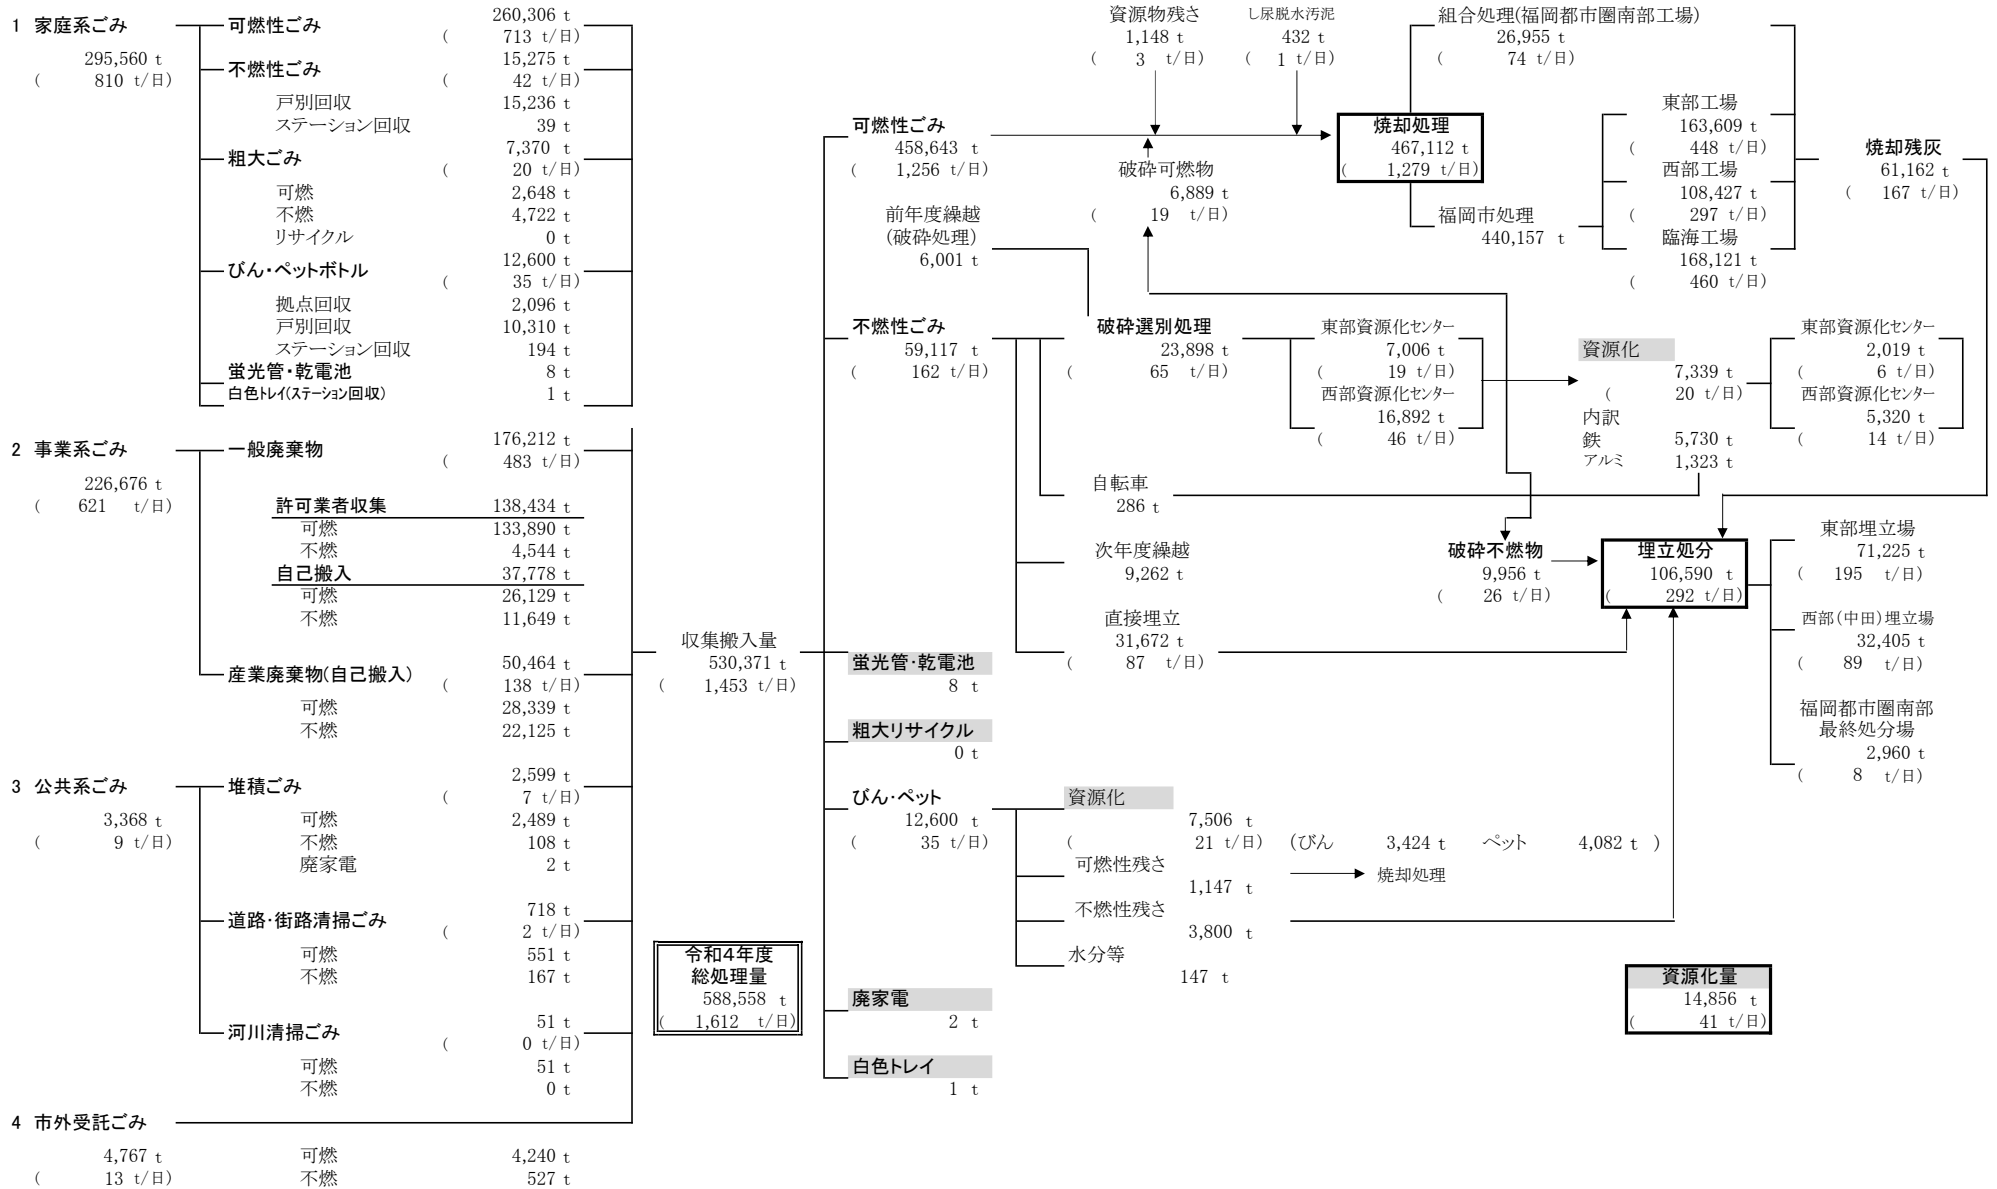 1 家庭系ごみ
295,560 t
( 810 t/日)
可燃性ごみ
260,306 t
( 713 t/日)
不燃性ごみ
15,275 t
( 42 t/日)
戸別回収 15,236 t
ステーション回収 39 t
粗大ごみ
7,370 t
( 20 t/日)
可燃 2,648 t
不燃 4,722 t
リサイクル 0 t
びん・ペットボトル
12,600 t
( 35 t/日)
拠点回収 2,096 t
戸別回収 10,310 t
ステーション回収 194 t
蛍光管・乾電池 8 t
白色トレイ(ステーション回収) 1 t
2 事業系ごみ
226,676 t
( 621 t/日)
一般廃棄物
176,212 t
( 483 t/日)
許可業者収集 138,434 t
可燃 133,890 t
不燃 4,544 t
自己搬入 37,778 t
可燃 26,129 t
不燃 11,649 t
産業廃棄物(自己搬入)
50,464 t
( 138 t/日)
可燃 28,339 t
不燃 22,125 t
3 公共系ごみ
3,368 t
( 9 t/日)
堆積ごみ
2,599 t
( 7 t/日)
可燃 2,489 t
不燃 108 t
廃家電 2 t
道路・街路清掃ごみ
718 t
( 2 t/日)
可燃 551 t
不燃 167 t
河川清掃ごみ
51 t
( 0 t/日)
可燃 51 t
不燃 0 t
4 市外受託ごみ
4,767 t
( 13 t/日)
可燃 4,240 t
不燃 527 t
収集搬入量
530,371 t
( 1,453 t/日)
令和4年度
総処理量
588,558 t
( 1,612 t/日)
可燃性ごみ
458,643 t
( 1,256 t/日)
前年度繰越
(破砕処理)
6,001 t
不燃性ごみ
59,117 t
( 162 t/日)
蛍光管・乾電池
8 t
粗大リサイクル
0 t
びん・ペット
12,600 t
( 35 t/日)
廃家電
2 t
白色トレイ
1 t
資源物残さ
1,148 t
( 3 t/日)
し尿脱水汚泥
432 t
( 1 t/日)
破砕可燃物
6,889 t
( 19 t/日)
焼却処理
467,112 t
( 1,279 t/日)
組合処理(福岡都市圏南部工場)
26,955 t
( 74 t/日)
福岡市処理
440,157 t
東部工場
163,609 t
( 448 t/日)
西部工場
108,427 t
( 297 t/日)
臨海工場
168,121 t
( 460 t/日)
焼却残灰
61,162 t
( 167 t/日)
破砕選別処理
23,898 t
( 65 t/日)
東部資源化センター
7,006 t
( 19 t/日)
西部資源化センター
16,892 t
( 46 t/日)
資源化
7,339 t
( 20 t/日)
内訳
鉄 5,730 t
アルミ 1,323 t
東部資源化センター
2,019 t
( 6 t/日)
西部資源化センター
5,320 t
( 14 t/日)
自転車
286 t
次年度繰越
9,262 t
直接埋立
31,672 t
( 87 t/日)
破砕不燃物
9,956 t
( 26 t/日)
埋立処分
106,590 t
( 292 t/日)
東部埋立場
71,225 t
( 195 t/日)
西部(中田)埋立場
32,405 t
( 89 t/日)
福岡都市圏南部
最終処分場
2,960 t
( 8 t/日)
資源化
7,506 t
( 21 t/日) (びん 3,424 t ペット 4,082 t )
可燃性残さ
1,147 t
焼却処理
不燃性残さ
3,800 t
水分等
147 t
資源化量
14,856 t
( 41 t/日)